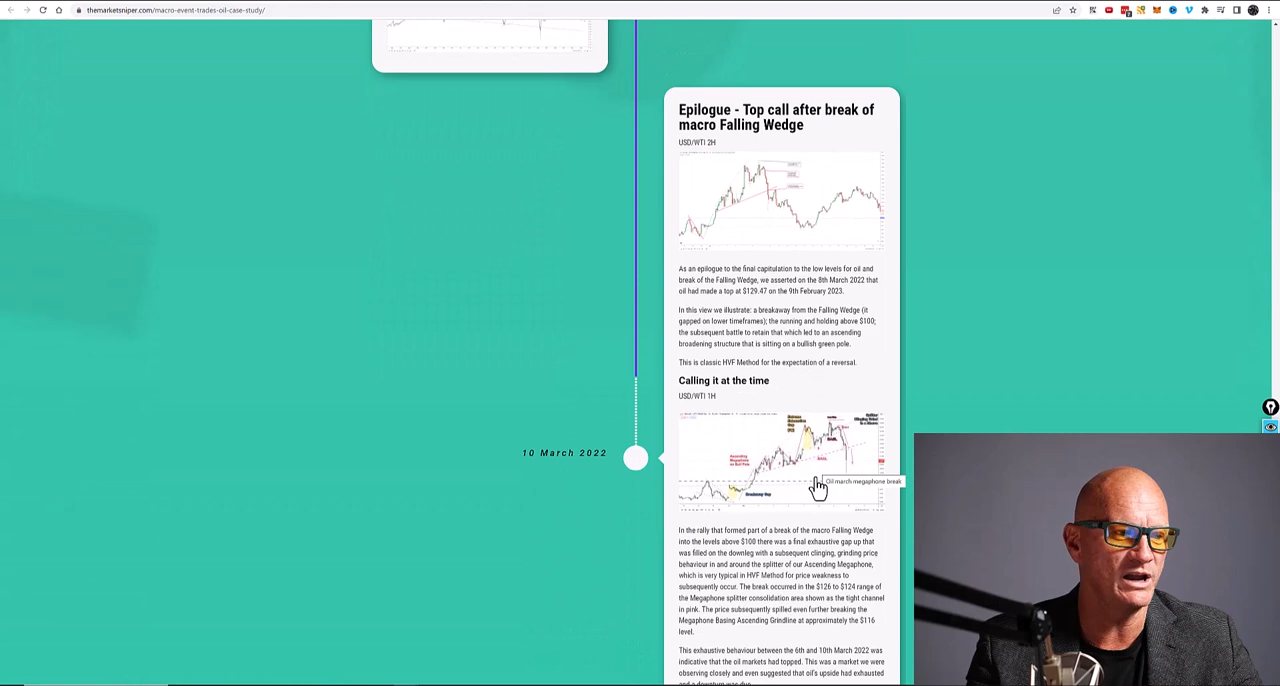 themarketsniper.com/macro-event-trades-oil-case-study/
Epilogue - Top call after break of
macro Falling Wedge
USD/WTI 2H
As an epilogue to the final capitulation to the low levels for oil and
break of the Falling Wedge, we asserted on the 8th March 2022 that
oil had made a top at $129.47 on the 9th February 2023.
In this view we illustrate: a breakaway from the Falling Wedge (it
gapped on lower timeframes); the running and holding above $100;
the subsequent battle to retain that which led to an ascending
broadening structure that is sitting on a bullish green pole.
This is classic HVF Method for the expectation of a reversal.
Calling it at the time
USD/WTI 1H
Ascending
Megaphone
on Bull Pole
Breakaway Gap
Oil march megaphone break
10 March 2022
In the rally that formed part of a break of the macro Falling Wedge
into the levels above $100 there was a final exhaustive gap up that
was filled on the downleg with a subsequent clinging, grinding price
behaviour in and around the splitter of our Ascending Megaphone,
which is very typical in HVF Method for price weakness to
subsequently occur. The break occurred in the $126 to $124 range of
the Megaphone splitter consolidation area shown as the tight channel
in pink. The price subsequently spilled even further breaking the
Megaphone Basing Ascending Grindline at approximately the $116
level.
This exhaustive behaviour between the 6th and 10th March 2022 was
indicative that the oil markets had topped. This was a market we were
observing closely and even suggested that oil's upside had exhausted
and a downturn was due.